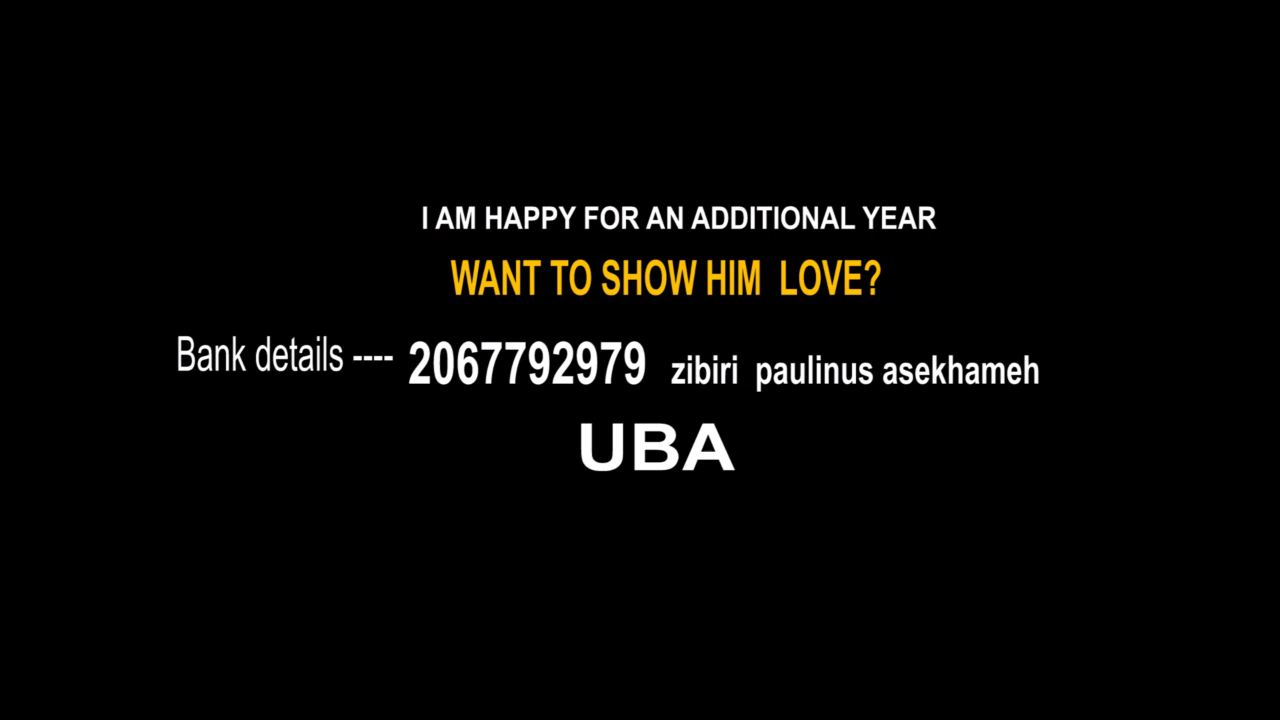 I AM HAPPY FOR AN ADDITIONAL YEAR
WANT TO SHOW HIM LOVE?
Bank details ---- 2067792979 zibiri paulinus asekhameh
UBA